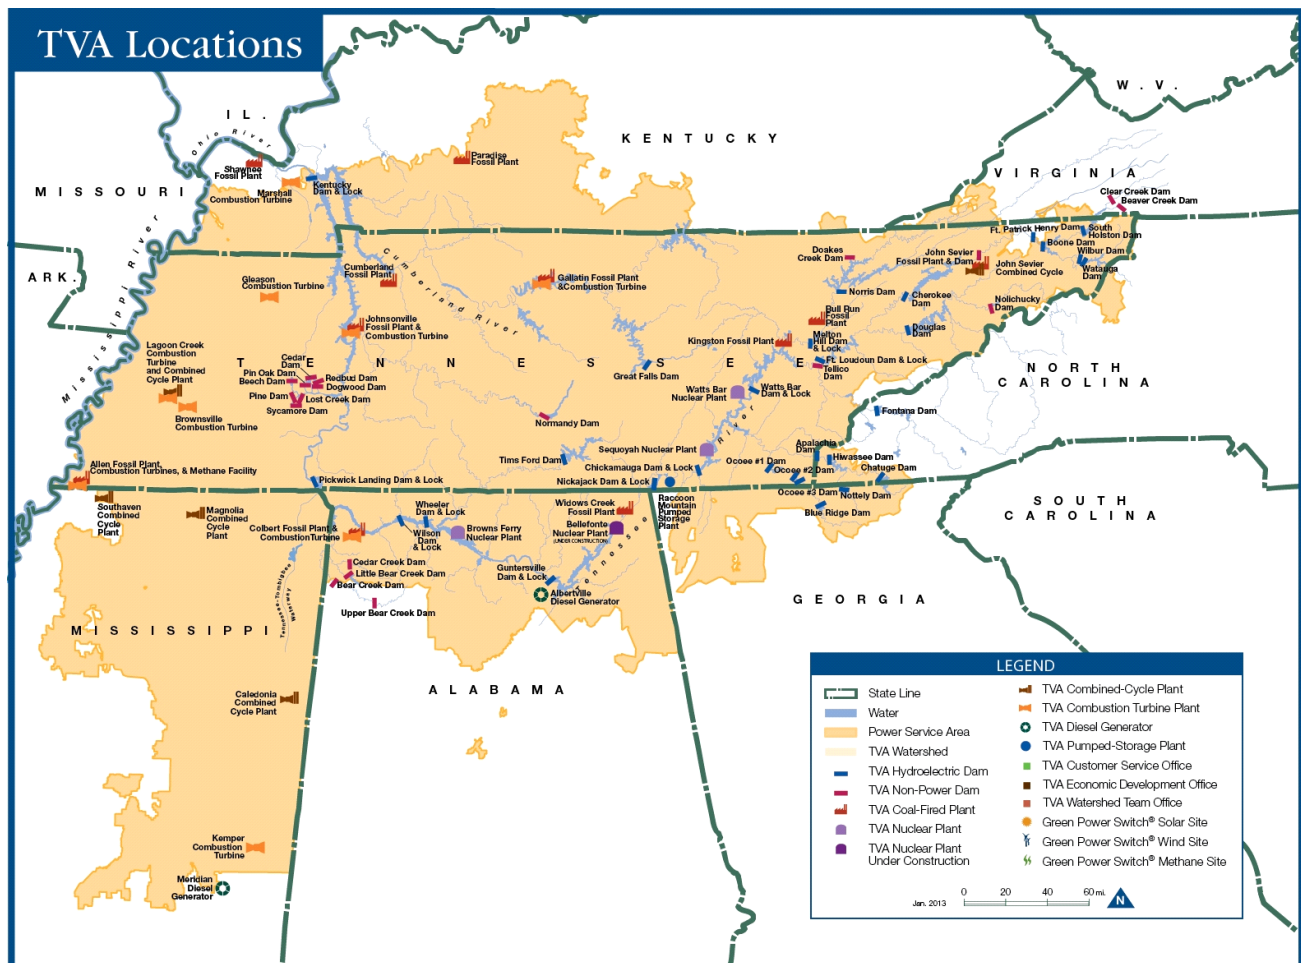 TVA Locations
W. V.
I L.
Ohio River
K E N T U C K Y
Paradise
Fossil Plant
Shawnee
Fossil Plant
M I S S O U R I
Marshall
Combustion Turbine
Kentucky
Dam & Lock
V I R G I N I A
Clear Creek Dam
Beaver Creek Dam
Mississippi River
Ft. Patrick Henry Dam
South
Holston Dam
Boone Dam
Wilbur Dam
Watauga
Dam
Doakes
Creek Dam
John Sevier
Fossil Plant & Dam
John Sevier
Combined Cycle
A R K.
Cumberland
Fossil Plant
Cumberland River
Gleason
Combustion Turbine
Gallatin Fossil Plant
&Combustion Turbine
Norris Dam
Cherokee
Dam
Nolichucky
Dam
Johnsonville
Fossil Plant &
Combustion Turbine
Bull Run
Fossil
Plant
Douglas
Dam
Kingston Fossil Plant
Melton
Hill Dam
& Lock
Lagoon Creek
Combustion
Turbine
and Combined
Cycle Plant
T E N N E S S E E
Cedar
Dam
Pin Oak Dam
Beech Dam
Redbud Dam
Dogwood Dam
Pine Dam
Lost Creek Dam
Sycamore Dam
Great Falls Dam
Ft. Loudoun Dam & Lock
Tellico
Dam
N O R T H
C A R O L I N A
Watts Bar
Nuclear Plant
Watts Bar
Dam & Lock
Brownsville
Combustion Turbine
Normandy Dam
Fontana Dam
River
Sequoyah Nuclear Plant
Apalachia
Dam
Hiwassee Dam
Tims Ford Dam
Chickamauga Dam & Lock
Ocoee #1 Dam
Ocoee #2 Dam
Chatuge Dam
Allen Fossil Plant,
Combustion Turbines, & Methane Facility
Pickwick Landing Dam & Lock
Nickajack Dam & Lock
Ocoee #3 Dam
Nottely Dam
Blue Ridge Dam
S O U T H
C A R O L I N A
Southaven
Combined
Cycle
Plant
Magnolia
Combined
Cycle
Plant
Wheeler
Dam & Lock
Widows Creek
Fossil Plant
Raccoon
Mountain
Pumped
Storage
Plant
Colbert Fossil Plant &
CombustionTurbine
Wilson
Dam
& Lock
Browns Ferry
Nuclear Plant
Bellefonte
Nuclear Plant
(UNDER CONSTRUCTION)
Tennessee
Cedar Creek Dam
Little Bear Creek Dam
Bear Creek Dam
Guntersville
Dam & Lock
Albertville
Diesel Generator
Upper Bear Creek Dam
Tennessee-Tombigbee
Waterway
G E O R G I A
M I S S I S S I P P I
A L A B A M A
Caledonia
Combined
Cycle Plant
Kemper
Combustion
Turbine
Meridian
Diesel
Generator
LEGEND
State Line
Water
Power Service Area
TVA Watershed
TVA Hydroelectric Dam
TVA Non-Power Dam
TVA Coal-Fired Plant
TVA Nuclear Plant
TVA Nuclear Plant
Under Construction
TVA Combined-Cycle Plant
TVA Combustion Turbine Plant
TVA Diesel Generator
TVA Pumped-Storage Plant
TVA Customer Service Office
TVA Economic Development Office
TVA Watershed Team Office
Green Power Switch® Solar Site
Green Power Switch® Wind Site
Green Power Switch® Methane Site
Jan. 2013
0 20 40 60 mi.
N